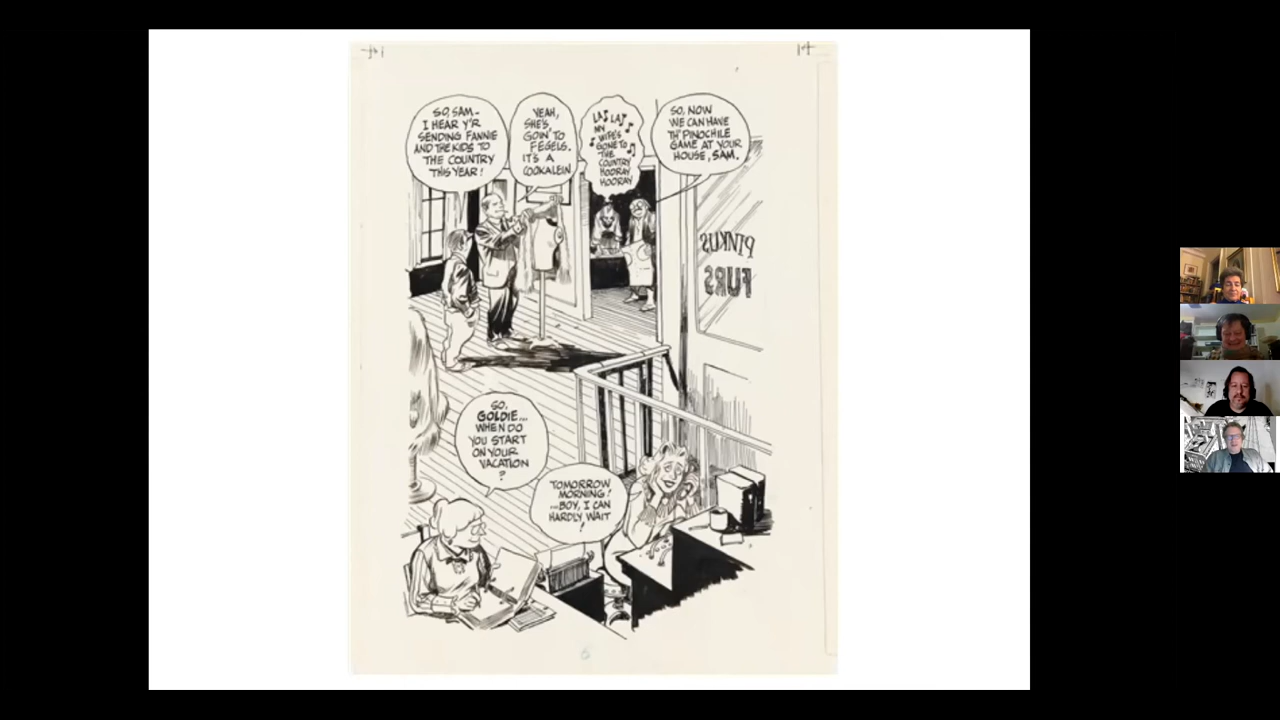 SO, SAM-
I HEAR Y'R
SENDING FANNIE
AND THE KIDS TO
THE COUNTRY
THIS YEAR!
YEAH,
SHE'S
GOIN' TO
FEGELS.
IT'S A
COOKALEIN
LA LA
MY
WIFE'S
GONE TO
THE
COUNTRY
HOORAY
HOORAY
SO, NOW
WE CAN HAVE
TH' PINOCHLE
GAME AT YOUR
HOUSE, SAM.
PINKUS
FURS
SO,
GOLDIE...
WHEN DO
YOU START
ON YOUR
VACATION
?
TOMORROW
MORNING!
...BOY, I CAN
HARDLY WAIT
!